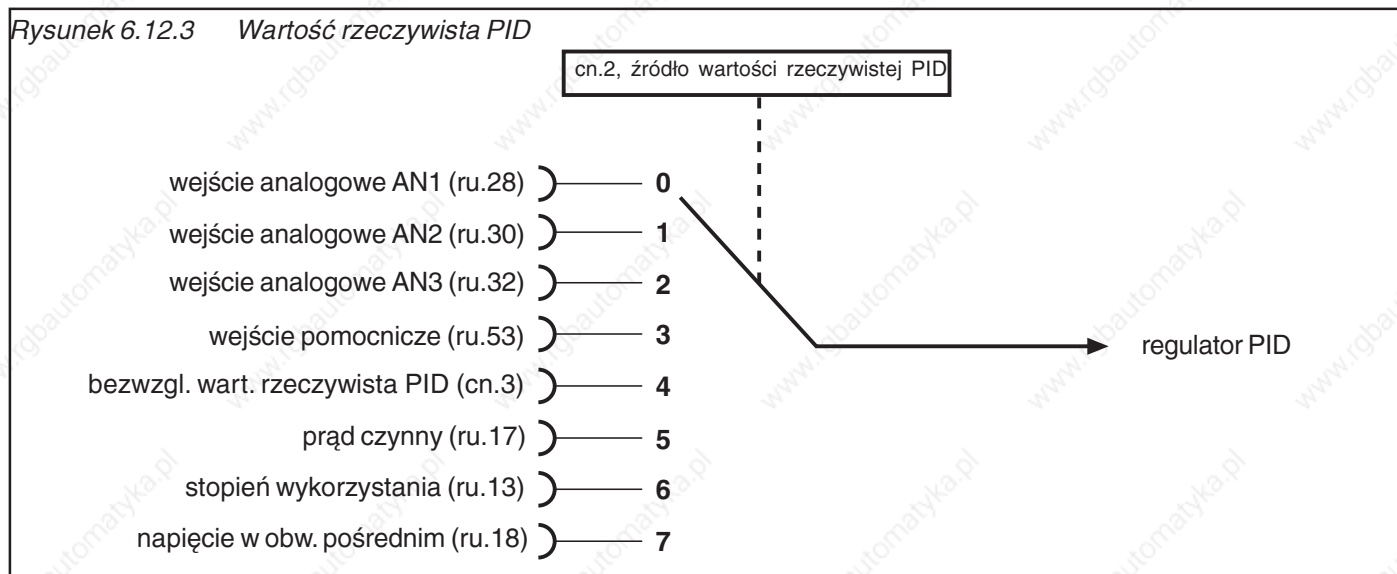 Rysunek 6.12.3 Wartość rzeczywista PID
cn.2, źródło wartości rzeczywistej PID
wejście analogowe AN1 (ru.28) 0
wejście analogowe AN2 (ru.30) 1
wejście analogowe AN3 (ru.32) 2
wejście pomocnicze (ru.53) 3
regulator PID
bezwzgl. wart. rzeczywista PID (cn.3) 4
prąd czynny (ru.17) 5
stopień wykorzystania (ru.13) 6
napięcie w obw. pośrednim (ru.18) 7
www.rgbautomatyka.pl